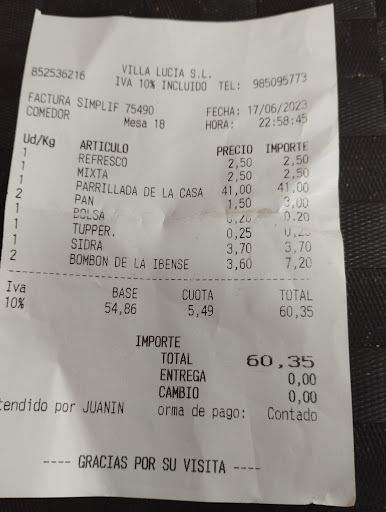 VILLA LUCIA S.L.
852536216 IVA 10% INCLUIDO TEL: 985095773
FACTURA SIMPLIF 75490 FECHA: 17/06/2023
COMEDOR Mesa 18 HORA: 22:58:45
Ud/Kg ARTICULO PRECIO IMPORTE
1 REFRESCO 2,50 2,50
1 MIXTA 2,50 2,50
1 PARRILLADA DE LA CASA 41,00 41,00
2 PAN 1,50 3,00
1 BOLSA 0,20 0,20
1 TUPPER. 0,25
1 SIDRA 3,70 3,70
2 BOMBON DE LA IBENSE 3,60 7,20
Iva BASE CUOTA TOTAL
10% 54,86 5,49 60,35
IMPORTE
TOTAL 60,35
ENTREGA 0,00
CAMBIO 0,00
tendido por JUANIN orma de pago: Contado
---- GRACIAS POR SU VISITA ----